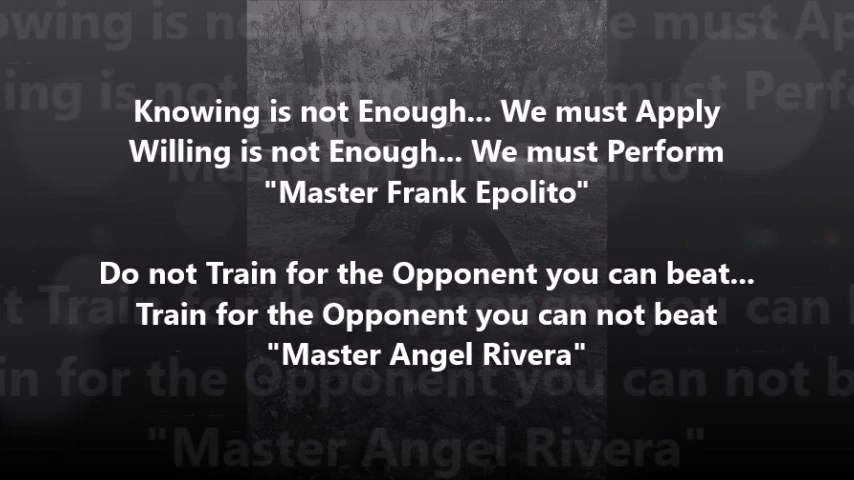 Knowing is not Enough... We must Apply
Willing is not Enough... We must Perform
"Master Frank Epolito"
Do not Train for the Opponent you can beat...
Train for the Opponent you can not beat
"Master Angel Rivera"